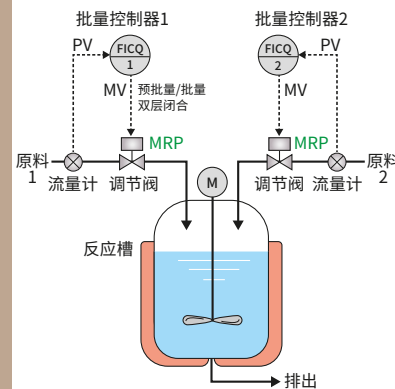 批量控制器1
批量控制器2
PV
FICQ
1
FICQ
2
PV
MV
预批量/批量
双层闭合
MV
MRP
MRP
原料
1
流量计
调节阀
M
调节阀
流量计
原料
2
反应槽
排出